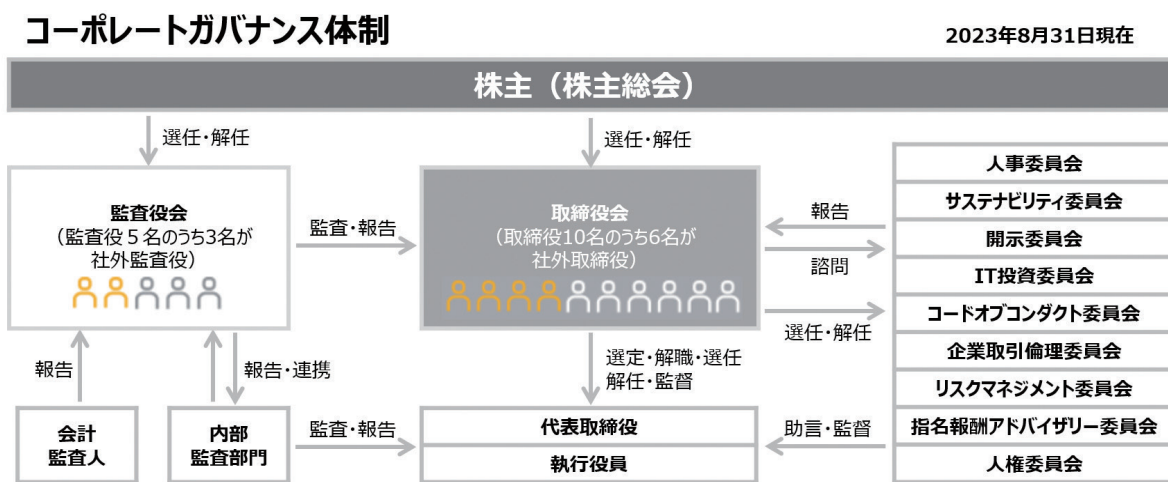 コーポレートガバナンス体制
2023年8月31日現在
株主（株主総会）
選任・解任
選任・解任
監査役会
（監査役５名のうち3名が
社外監査役）
監査・報告
取締役会
（取締役10名のうち6名が
社外取締役）
報告
諮問
選任・解任
人事委員会
サステナビリティ委員会
開示委員会
IT投資委員会
コードオブコンダクト委員会
企業取引倫理委員会
リスクマネジメント委員会
指名報酬アドバイザリー委員会
人権委員会
報告
報告・連携
選定・解職・選任
解任・監督
会計
監査人
内部
監査部門
監査・報告
代表取締役
執行役員
助言・監督